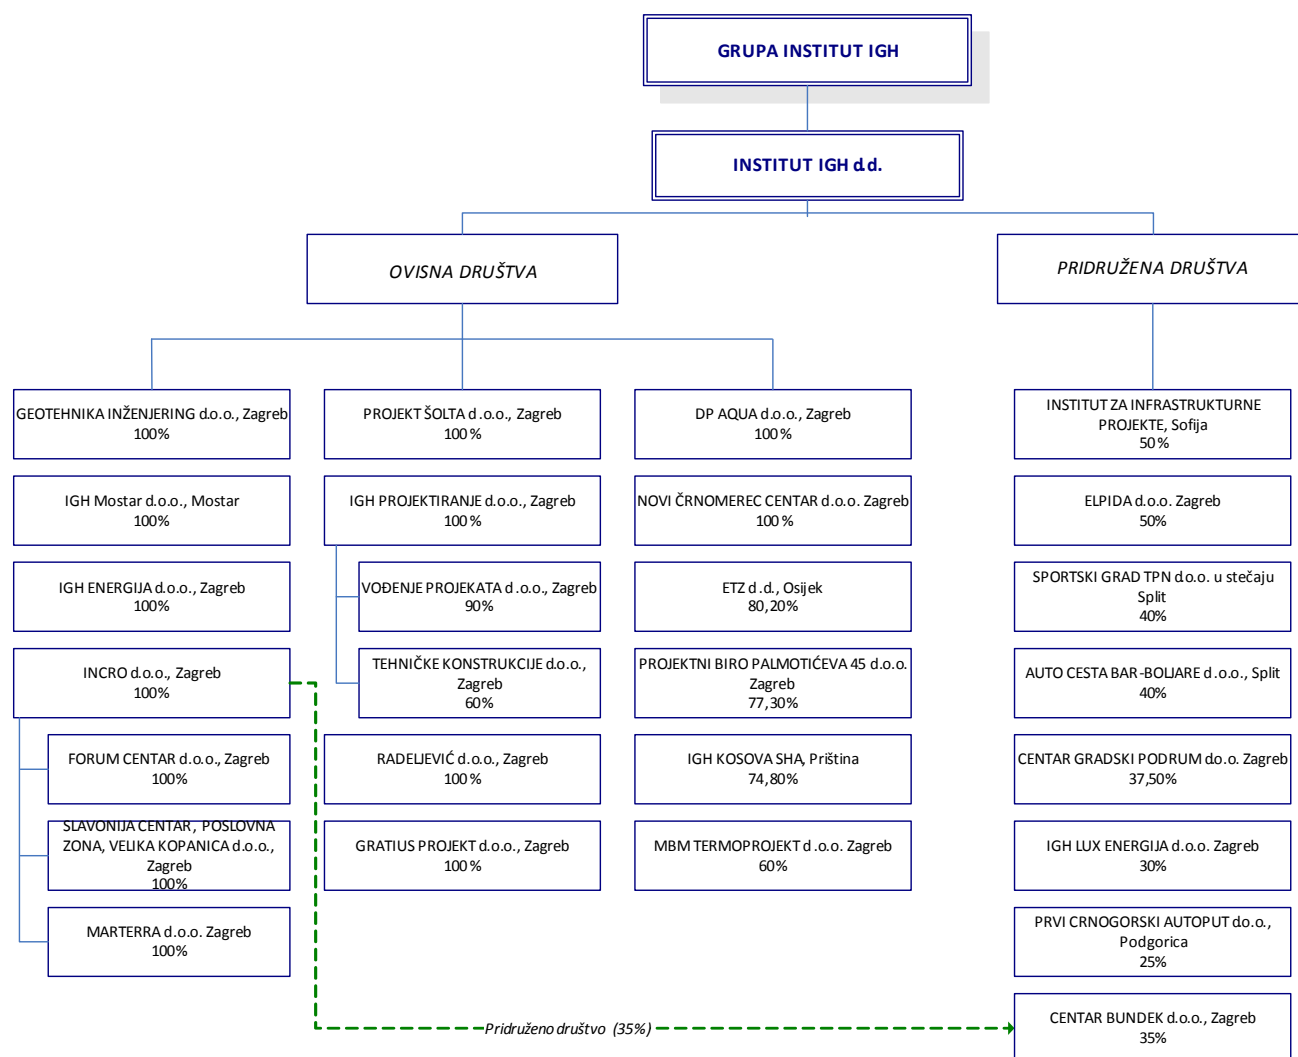 GRUPA INSTITUT IGH
INSTITUT IGH d.d.
OVISNA DRUŠTVA
PRIDRUŽENA DRUŠTVA
GEOTEHNIKA INŽENJERING d.o.o., Zagreb
100%
IGH Mostar d.o.o., Mostar
100%
IGH ENERGIJA d.o.o., Zagreb
100%
INCRO d.o.o., Zagreb
100%
FORUM CENTAR d.o.o., Zagreb
100%
SLAVONIJA CENTAR, POSLOVNA
ZONA, VELIKA KOPANICA d.o.o.,
Zagreb
100%
MARTERRA d.o.o. Zagreb
100%
PROJEKT ŠOLTA d.o.o., Zagreb
100%
IGH PROJEKTIRANJE d.o.o., Zagreb
100%
VOĐENJE PROJEKATA d.o.o., Zagreb
90%
TEHNIČKE KONSTRUKCIJE d.o.o.,
Zagreb
60%
RADELJEVIĆ d.o.o., Zagreb
100%
GRATIUS PROJEKT d.o.o., Zagreb
100%
DP AQUA d.o.o., Zagreb
100%
NOVI ČRNOMEREC CENTAR d.o.o. Zagreb
100%
ETZ d.d., Osijek
80,20%
PROJEKTNI BIRO PALMOTIĆEVA 45 d.o.o.
Zagreb
77,30%
IGH KOSOVA SHA, Priština
74,80%
MBM TERMOPROJEKT d.o.o. Zagreb
60%
INSTITUT ZA INFRASTRUKTURNE
PROJEKTE, Sofija
50%
ELPIDA d.o.o. Zagreb
50%
SPORTSKI GRAD TPN d.o.o. u stečaju
Split
40%
AUTO CESTA BAR-BOLJARE d.o.o., Split
40%
CENTAR GRADSKI PODRUM d.o.o. Zagreb
37,50%
IGH LUX ENERGIJA d.o.o. Zagreb
30%
PRVI CRNOGORSKI AUTOPUT d.o.o.,
Podgorica
25%
CENTAR BUNDEK d.o.o., Zagreb
35%
Pridruženo društvo (35%)